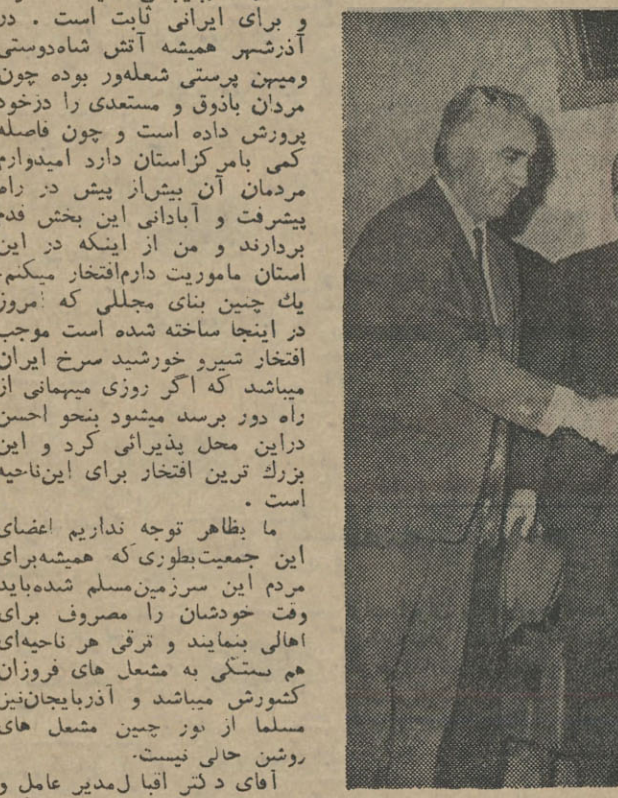 و برای ایرانی ثابت است . در
آذرشهر همیشه آتش شاهدوستی
ومیهن پرستی شعله‌ور بوده چون
مردان باذوق و مستعدی را درخود
پرورش داده است و چون فاصله
کمی بامرکزاستان دارد امیدوارم
مردمان آن بیش‌از پیش در راه
پیشرفت و آبادانی این بخش قدم
بردارند و من از اینکه در این
استان ماموریت دارم‌افتخار میکنم.
یك چنین بنای مجللی که امروز
در اینجا ساخته شده است موجب
افتخار شیرو خورشید سرخ ایران
میباشد که اگر روزی میهمانی از
راه دور برسد میشود بنحو احسن
دراین محل پذیرائی کرد و این
بزرك ترین افتخار برای این‌ناحیه
است .
ما بظاهر توجه نداریم اعضای
این جمعیت‌بطوری که همیشه‌برای
مردم این سرزمین‌مسلم شده‌باید
وقت خودشان را مصروف برای
اهالی بنمایند و ترقی هر ناحیه‌ای
هم بستگی به مشعل های فروزان
کشورش میباشد و آذربایجان‌نیز
مسلما از نور چنین مشعل های
روشن خالی نیست.
آقای دکتر اقبا ل‌مدیر عامل و